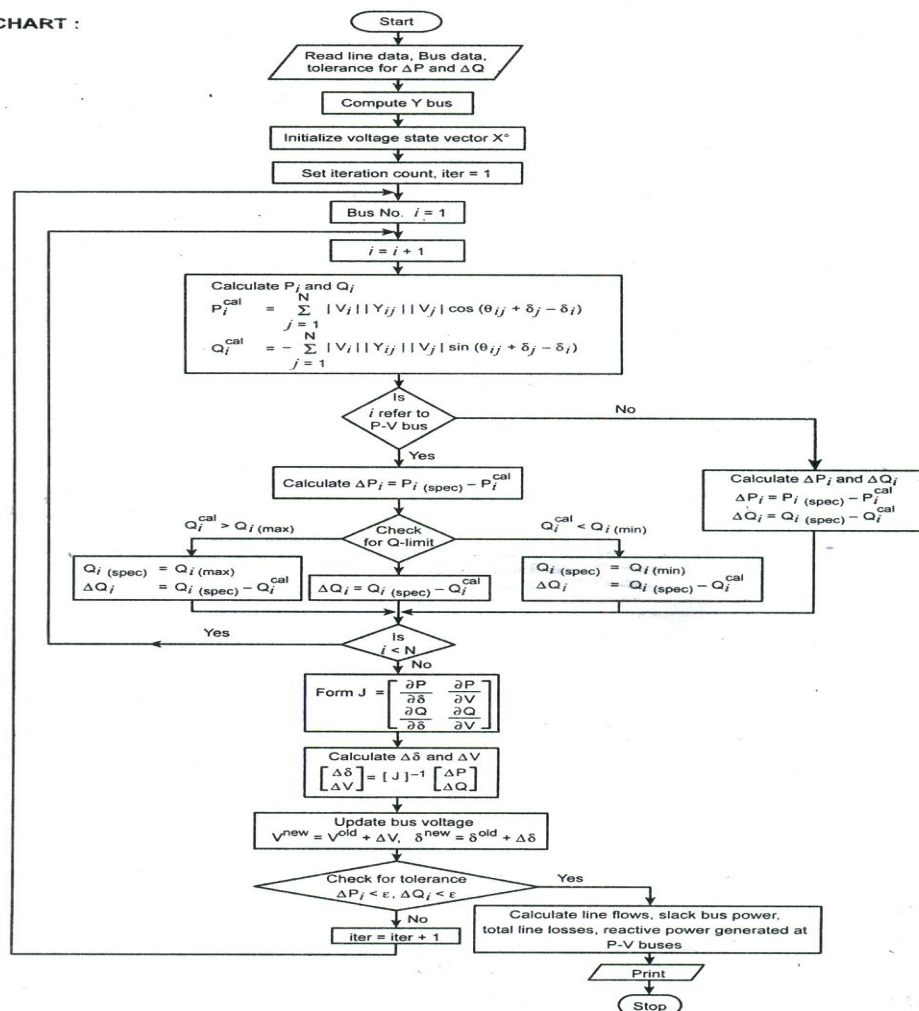 CHART :
Start
Read line data, Bus data,
tolerance for ΔP and ΔQ
Compute Y bus
Initialize voltage state vector X°
Set iteration count, iter = 1
Bus No. i = 1
i = i + 1
Calculate P_i and Q_i
P_i^cal = N Σ j = 1 |V_i||Y_ij||V_j| cos (θ_ij + δ_j – δ_i)
Q_i^cal = – N Σ j = 1 |V_i||Y_ij||V_j| sin (θ_ij + δ_j – δ_i)
Is
i refer to
P-V bus
No
Yes
Calculate ΔP_i = P_i (spec) – P_i^cal
Calculate ΔP_i and ΔQ_i
ΔP_i = P_i (spec) – P_i^cal
ΔQ_i = Q_i (spec) – Q_i^cal
Q_i^cal > Q_i (max)
Check
for Q-limit
Q_i^cal < Q_i (min)
Q_i (spec) = Q_i (max)
ΔQ_i = Q_i (spec) – Q_i^cal
ΔQ_i = Q_i (spec) – Q_i^cal
Q_i (spec) = Q_i (min)
ΔQ_i = Q_i (spec) – Q_i^cal
Yes
Is
i < N
No
Form J = [∂P/∂δ ∂P/∂V
∂Q/∂δ ∂Q/∂V]
Calculate Δδ and ΔV
[Δδ ΔV] = [ J ]^–1 [ΔP ΔQ]
Update bus voltage
V^new = V^old + ΔV, δ^new = δ^old + Δδ
Check for tolerance
ΔP_i < ε, ΔQ_i < ε
Yes
No
iter = iter + 1
Calculate line flows, slack bus power,
total line losses, reactive power generated at
P-V buses
Print
Stop